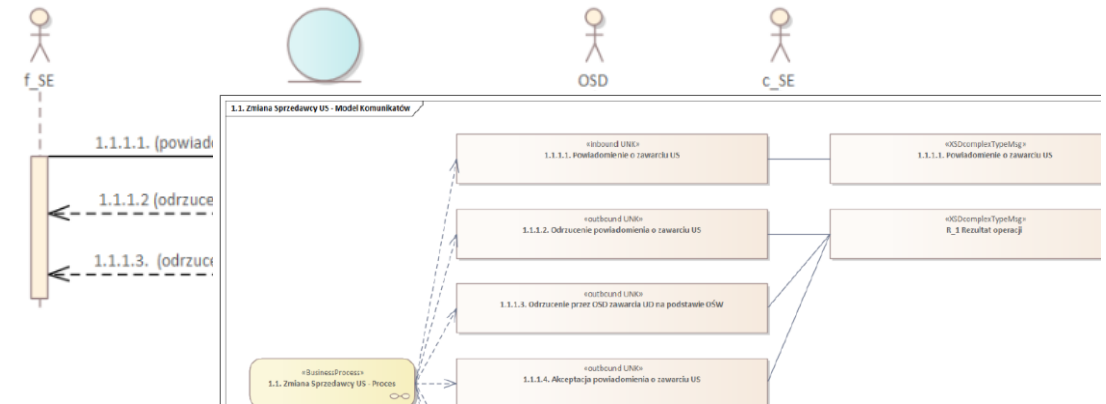 f_SE
OSD
c_SE
1.1. Zmiana Sprzedawcy US - Model Komunikatów
1.1.1.1. (powiad
1.1.1.2 (odrzuce
1.1.1.3. (odrzuce
«inbound UNK»
1.1.1.1. Powiadomienie o zawarciu US
«XSDcomplexTypeMsg»
1.1.1.1. Powiadomienie o zawarciu US
«outbound UNK»
1.1.1.2. Odrzucenie powiadomienia o zawarciu US
«XSDcomplexTypeMsg»
R_1 Rezultat operacji
«outbound UNK»
1.1.1.3. Odrzucenie przez OSD zawarcia UD na podstawie OŚW
«BusinessProcess»
1.1. Zmiana Sprzedawcy US - Proces
«outbound UNK»
1.1.1.4. Akceptacja powiadomienia o zawarciu US